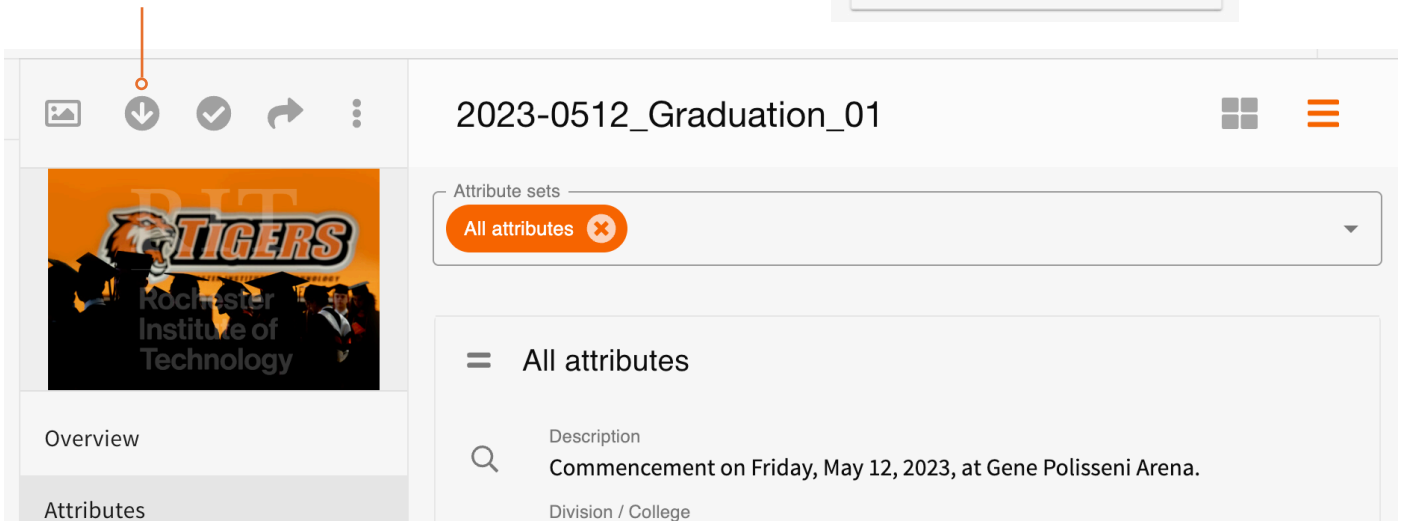 2023-0512_Graduation_01
Attribute sets
All attributes
RIT
TIGERS
Rochester
Institute of
Technology
All attributes
Overview
Description
Commencement on Friday, May 12, 2023, at Gene Polisseni Arena.
Attributes
Division / College